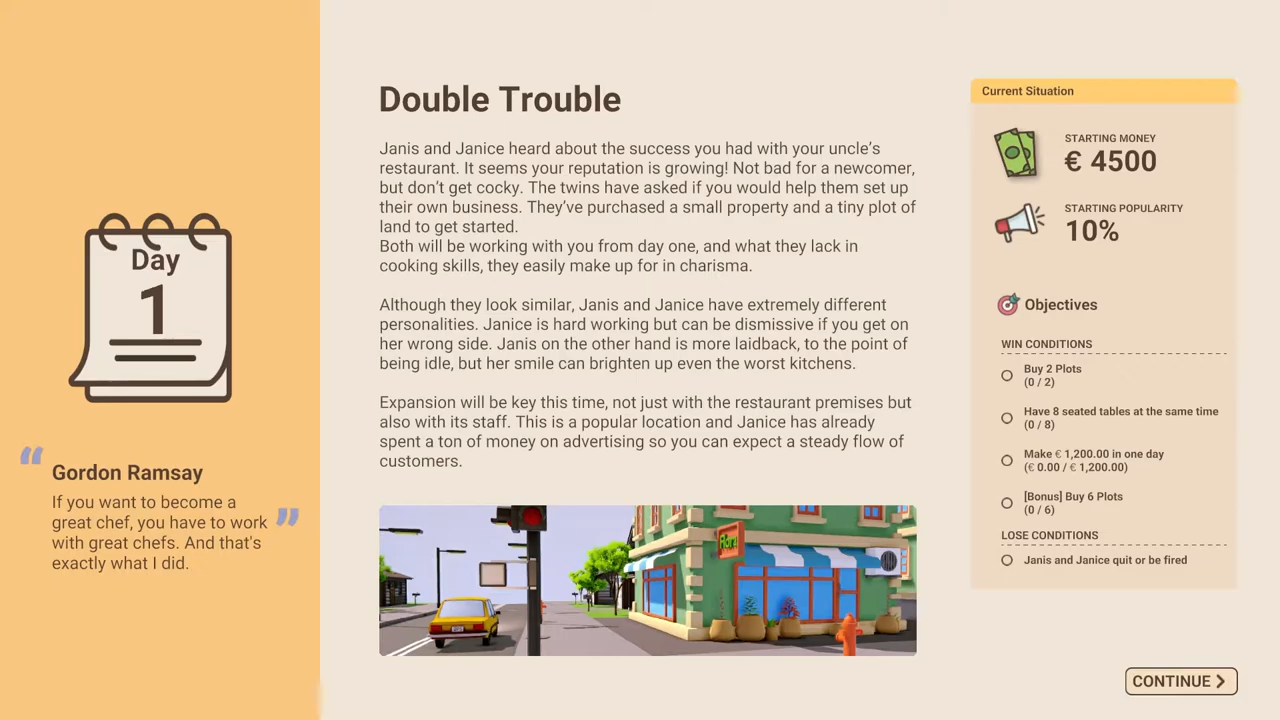 Day
1
“
Gordon Ramsay
If you want to become a
great chef, you have to work
with great chefs. And that's
exactly what I did.
”
Double Trouble
Janis and Janice heard about the success you had with your uncle’s
restaurant. It seems your reputation is growing! Not bad for a newcomer,
but don’t get cocky. The twins have asked if you would help them set up
their own business. They’ve purchased a small property and a tiny plot of
land to get started.
Both will be working with you from day one, and what they lack in
cooking skills, they easily make up for in charisma.
Although they look similar, Janis and Janice have extremely different
personalities. Janice is hard working but can be dismissive if you get on
her wrong side. Janis on the other hand is more laidback, to the point of
being idle, but her smile can brighten up even the worst kitchens.
Expansion will be key this time, not just with the restaurant premises but
also with its staff. This is a popular location and Janice has already
spent a ton of money on advertising so you can expect a steady flow of
customers.
Current Situation
STARTING MONEY
€ 4500
STARTING POPULARITY
10%
Objectives
WIN CONDITIONS
Buy 2 Plots
(0 / 2)
Have 8 seated tables at the same time
(0 / 8)
Make € 1,200.00 in one day
(€ 0.00 / € 1,200.00)
[Bonus] Buy 6 Plots
(0 / 6)
LOSE CONDITIONS
Janis and Janice quit or be fired
CONTINUE